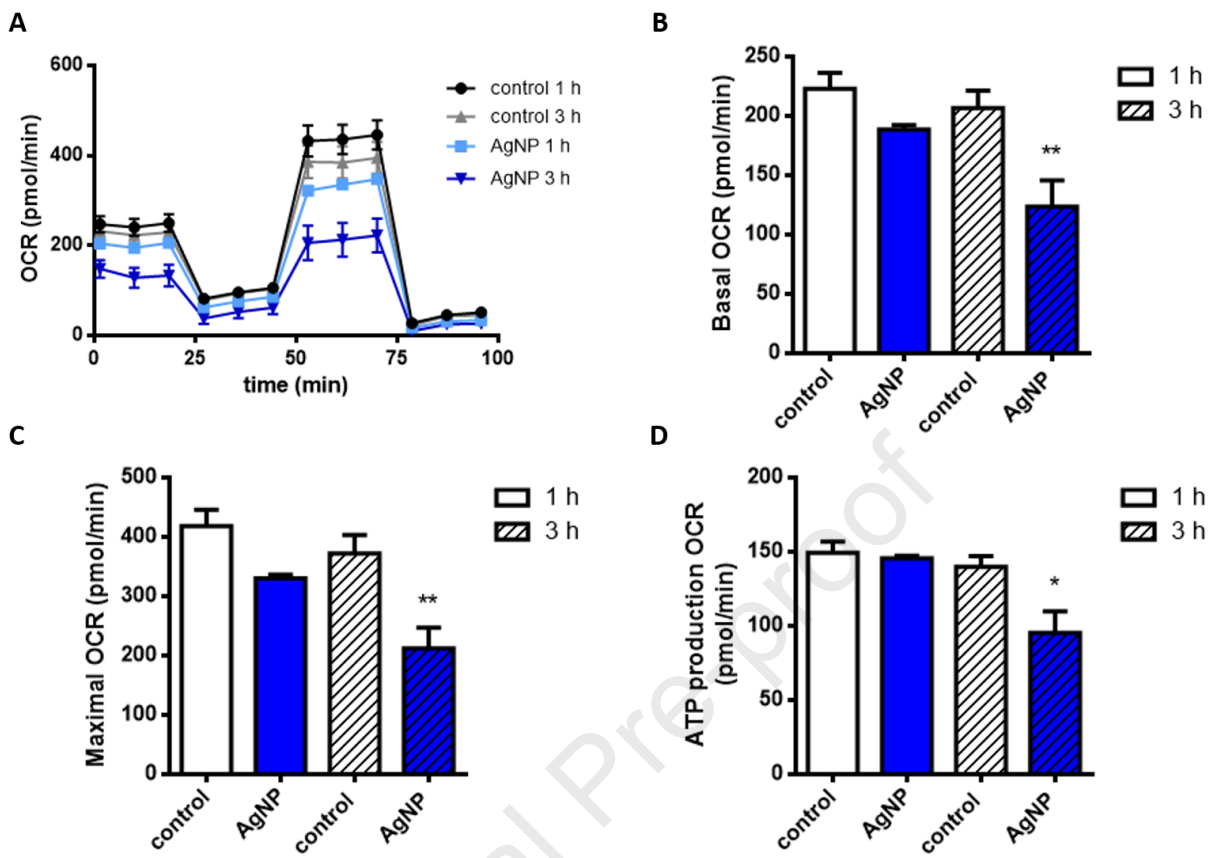 A
600
400
200
0
OCR (pmol/min)
0 25 50 75 100
time (min)
control 1 h
control 3 h
AgNP 1 h
AgNP 3 h
B
250
200
150
100
50
0
Basal OCR (pmol/min)
**
control
AgNP
control
AgNP
1 h
3 h
C
500
400
300
200
100
0
Maximal OCR (pmol/min)
**
control
AgNP
control
AgNP
1 h
3 h
D
200
150
100
50
0
ATP production OCR
(pmol/min)
*
control
AgNP
control
AgNP
1 h
3 h
al Pre-proof